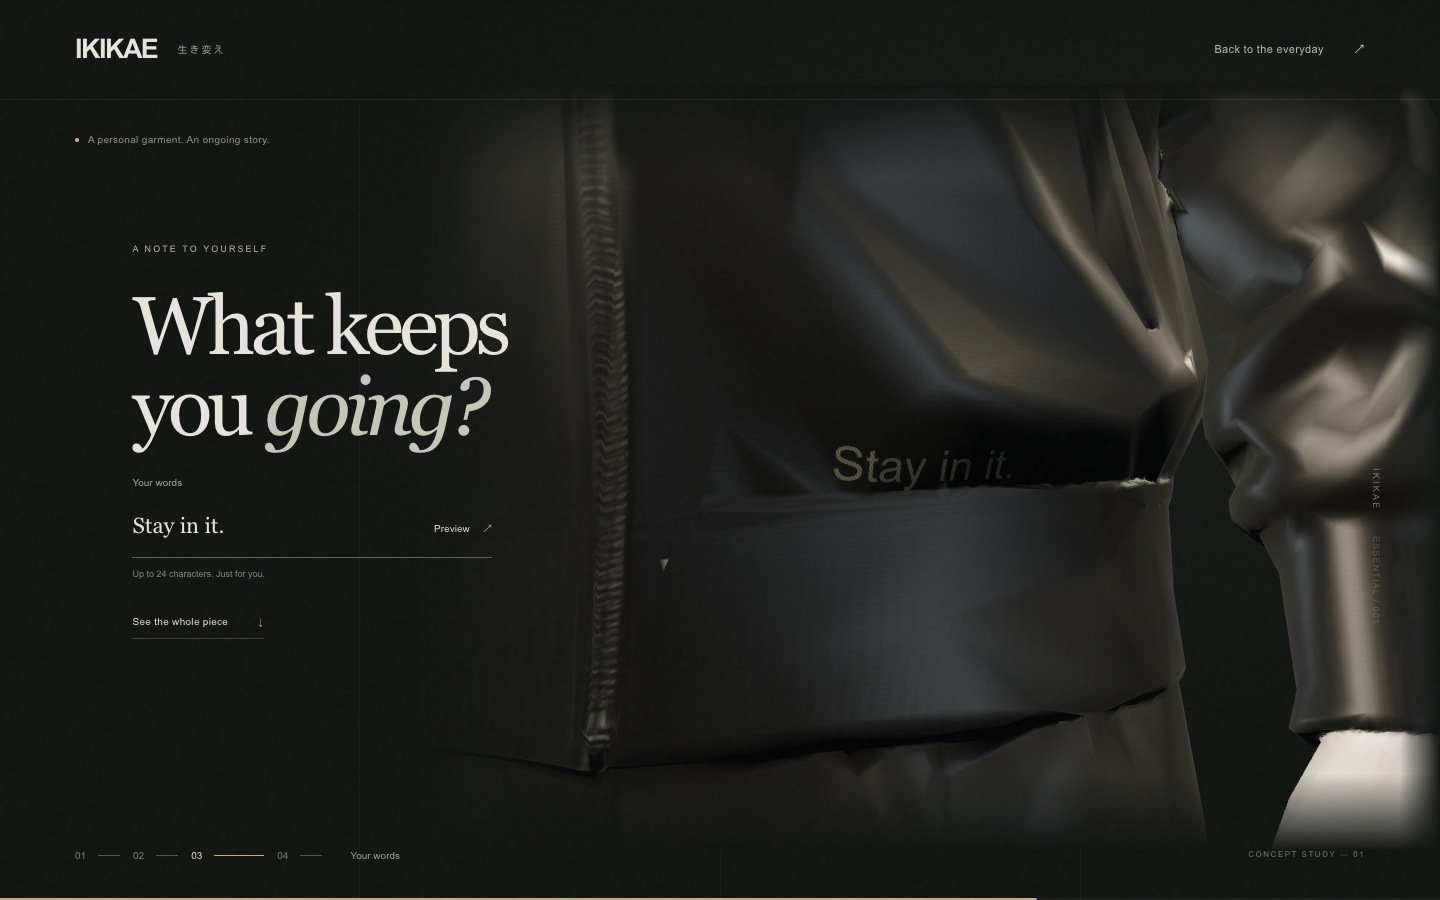 IKIKAE 生き変え
Back to the everyday ↗
A personal garment. An ongoing story.
A NOTE TO YOURSELF
What keeps
you going?
Your words
Stay in it.
Preview ↗
Up to 24 characters. Just for you.
See the whole piece ↓
Stay in it.
IKIKAE ESSENTIAL / 001
01 02 03 04 Your words
CONCEPT STUDY — 01